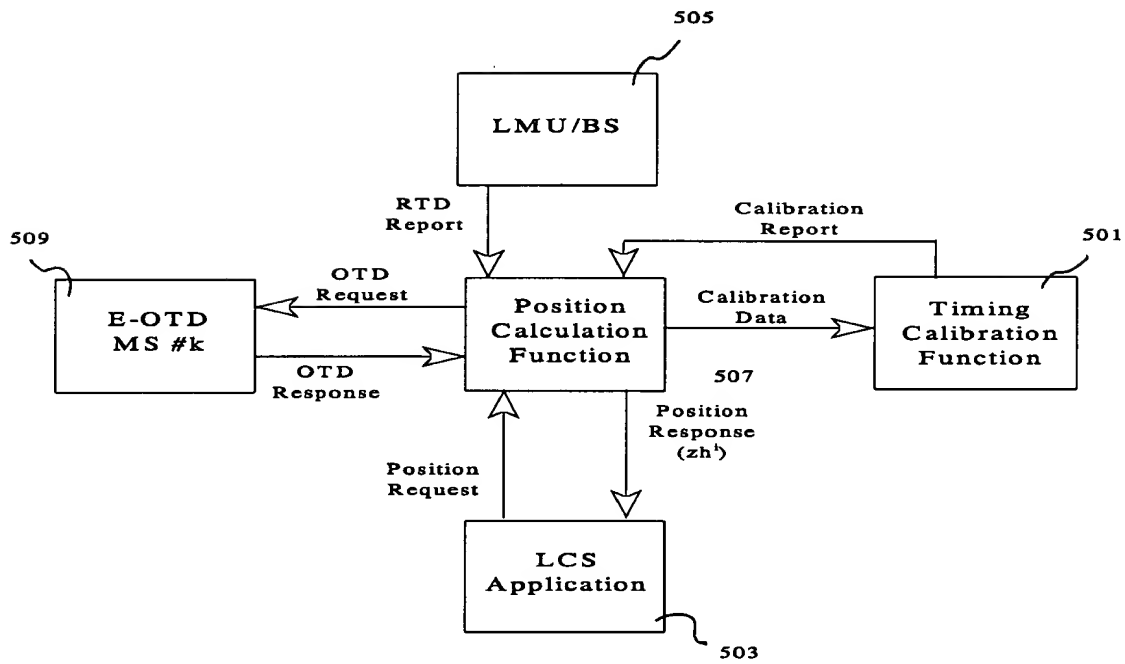 505
LMU/BS
RTD
Report
Calibration
Report
509
501
OTD
Request
E-OTD
MS #k
Position
Calculation
Function
Calibration
Data
Timing
Calibration
Function
OTD
Response
507
Position
Response
(zh^i)
Position
Request
LCS
Application
503